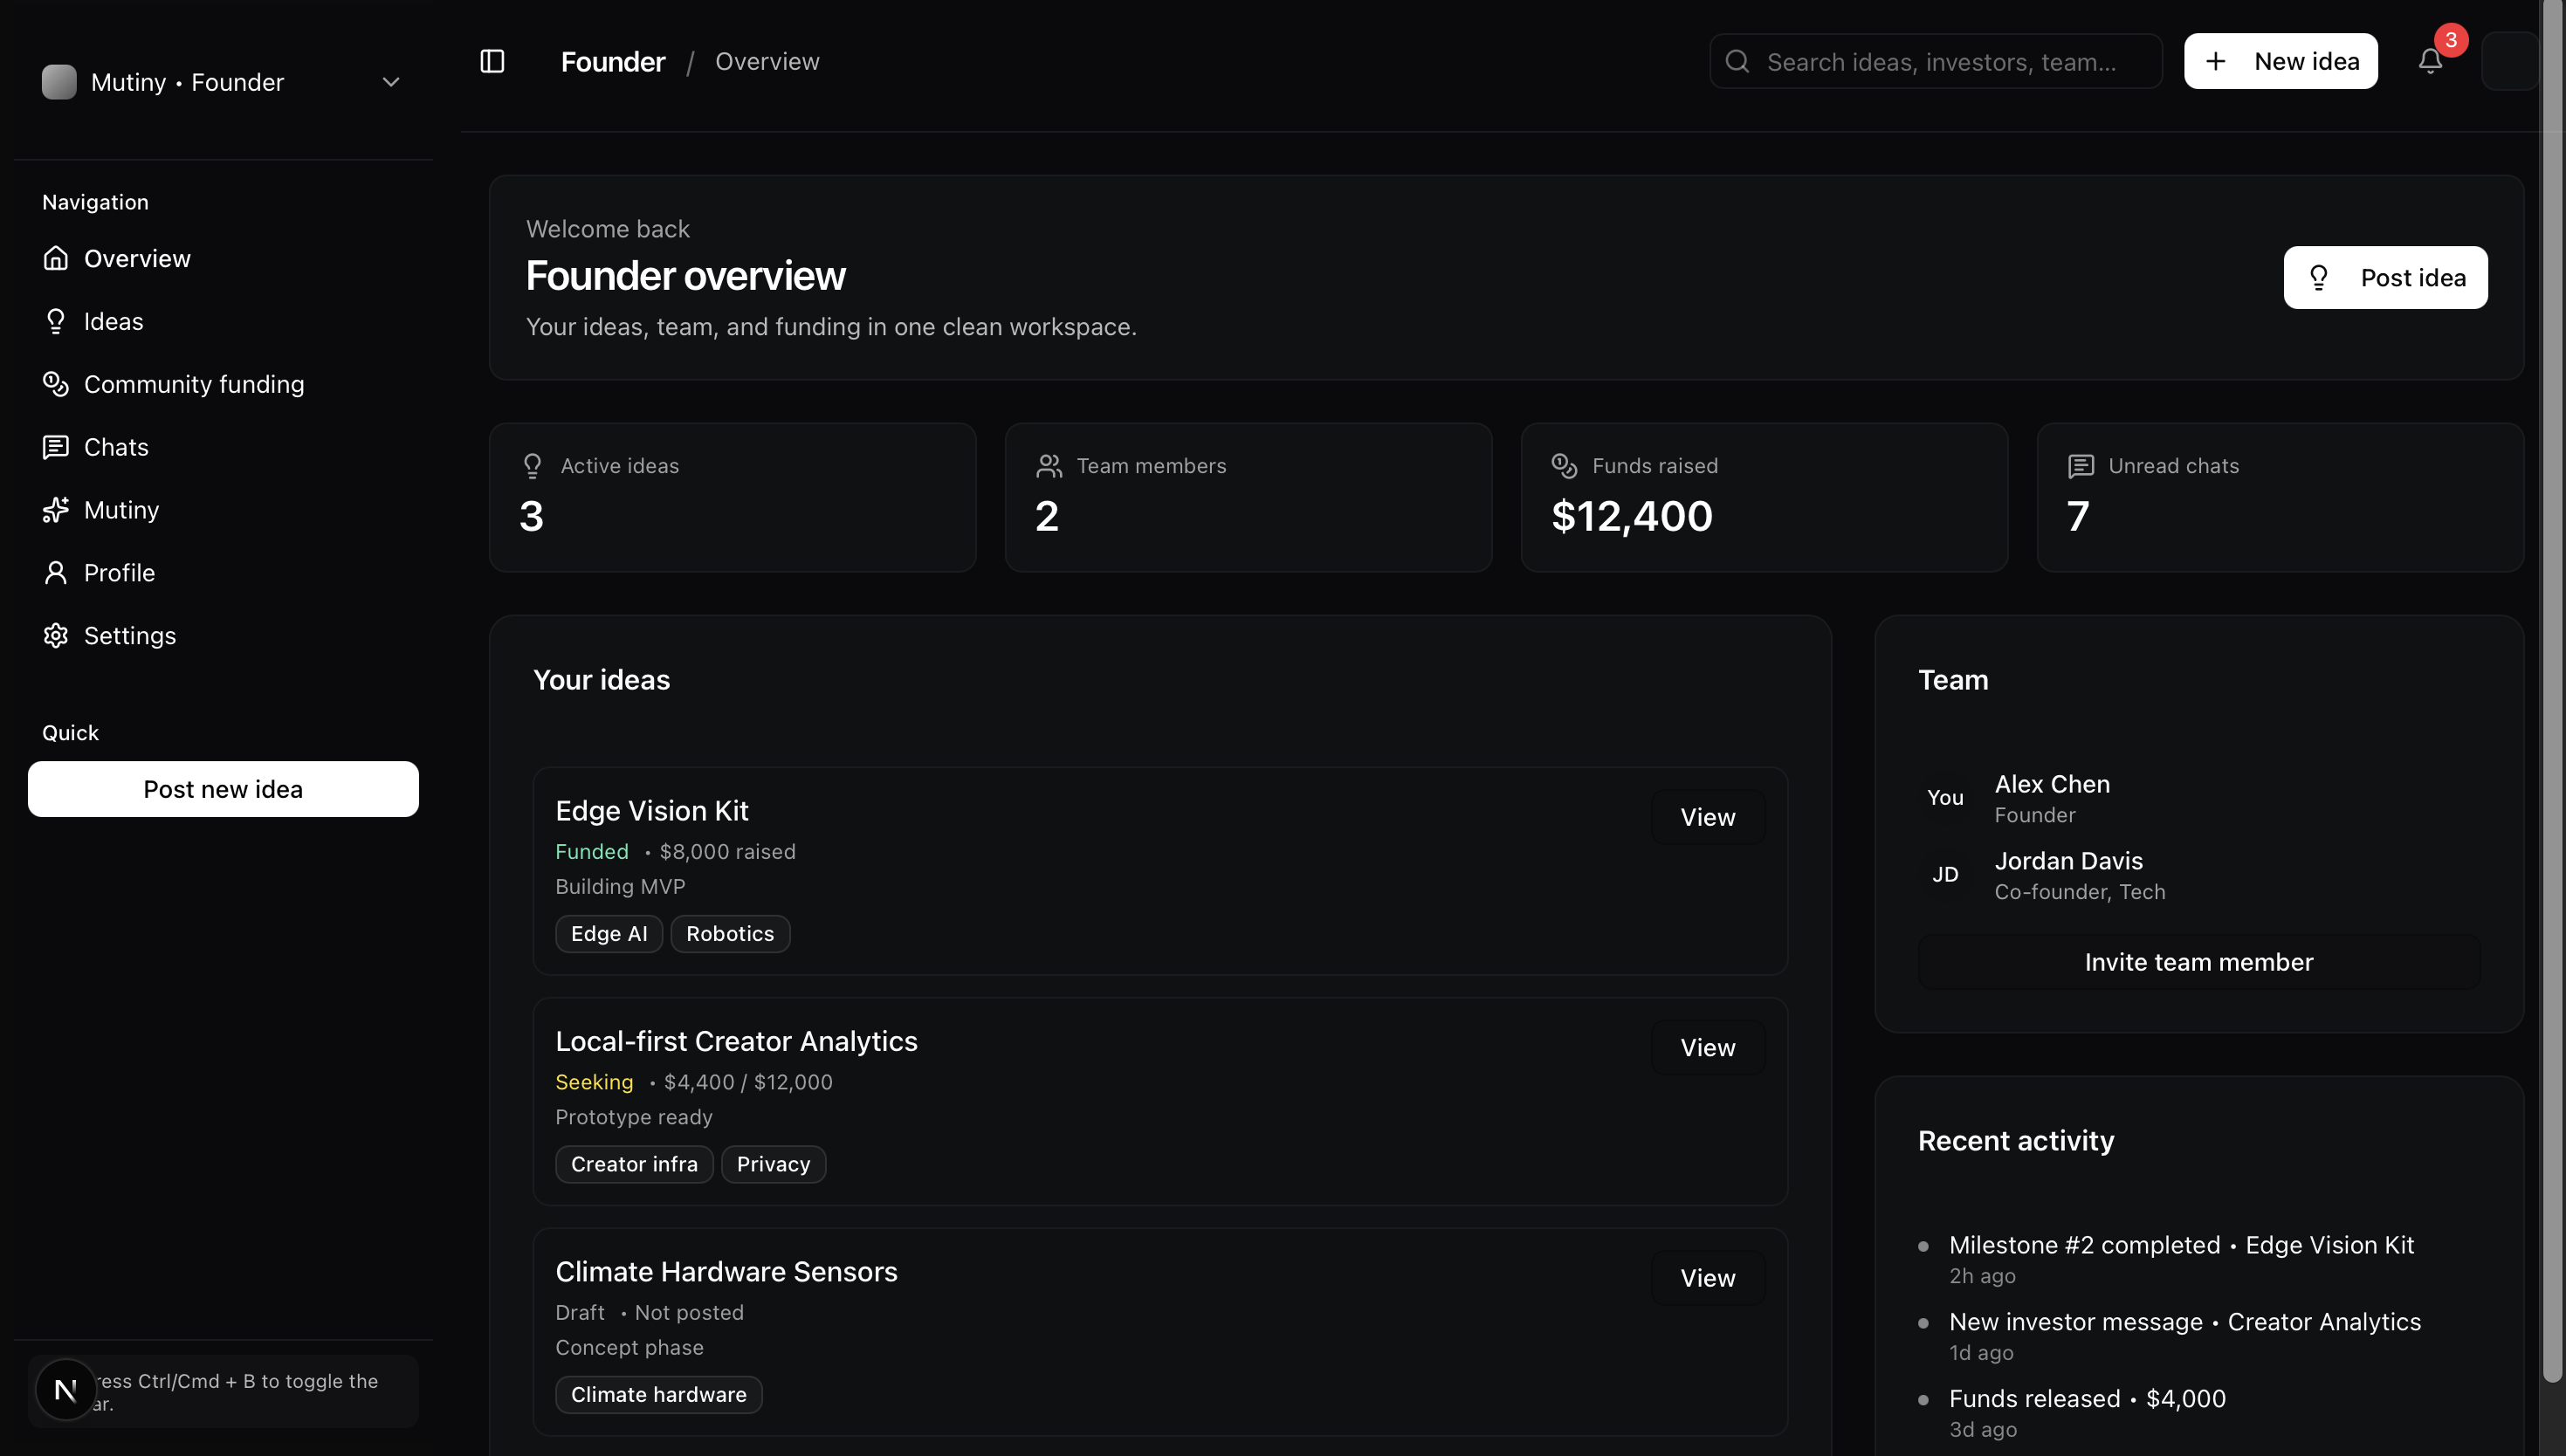 Mutiny • Founder
Navigation
Overview
Ideas
Community funding
Chats
Mutiny
Profile
Settings
Quick
Post new idea
ress Ctrl/Cmd + B to toggle the
ar.
N
Founder / Overview
Search ideas, investors, team...
+ New idea
3
Welcome back
Founder overview
Your ideas, team, and funding in one clean workspace.
Post idea
Active ideas
3
Team members
2
Funds raised
$12,400
Unread chats
7
Your ideas
Edge Vision Kit
Funded • $8,000 raised
Building MVP
Edge AI
Robotics
View
Local-first Creator Analytics
Seeking • $4,400 / $12,000
Prototype ready
Creator infra
Privacy
View
Climate Hardware Sensors
Draft • Not posted
Concept phase
Climate hardware
View
Team
You
Alex Chen
Founder
JD
Jordan Davis
Co-founder, Tech
Invite team member
Recent activity
Milestone #2 completed • Edge Vision Kit
2h ago
New investor message • Creator Analytics
1d ago
Funds released • $4,000
3d ago